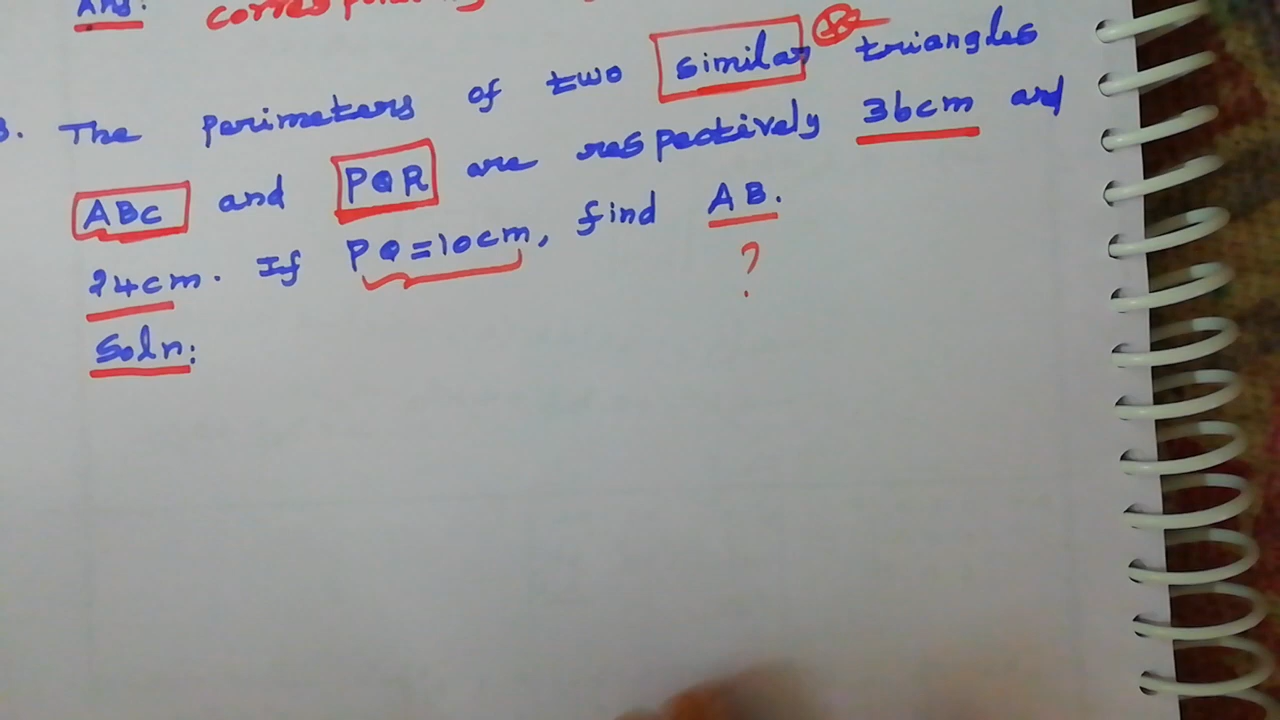 Ans:
3. The perimeters of two similar triangles
ABC and PQR are respectively 36cm and
24cm. If PQ=10cm, find AB.
?
Soln: